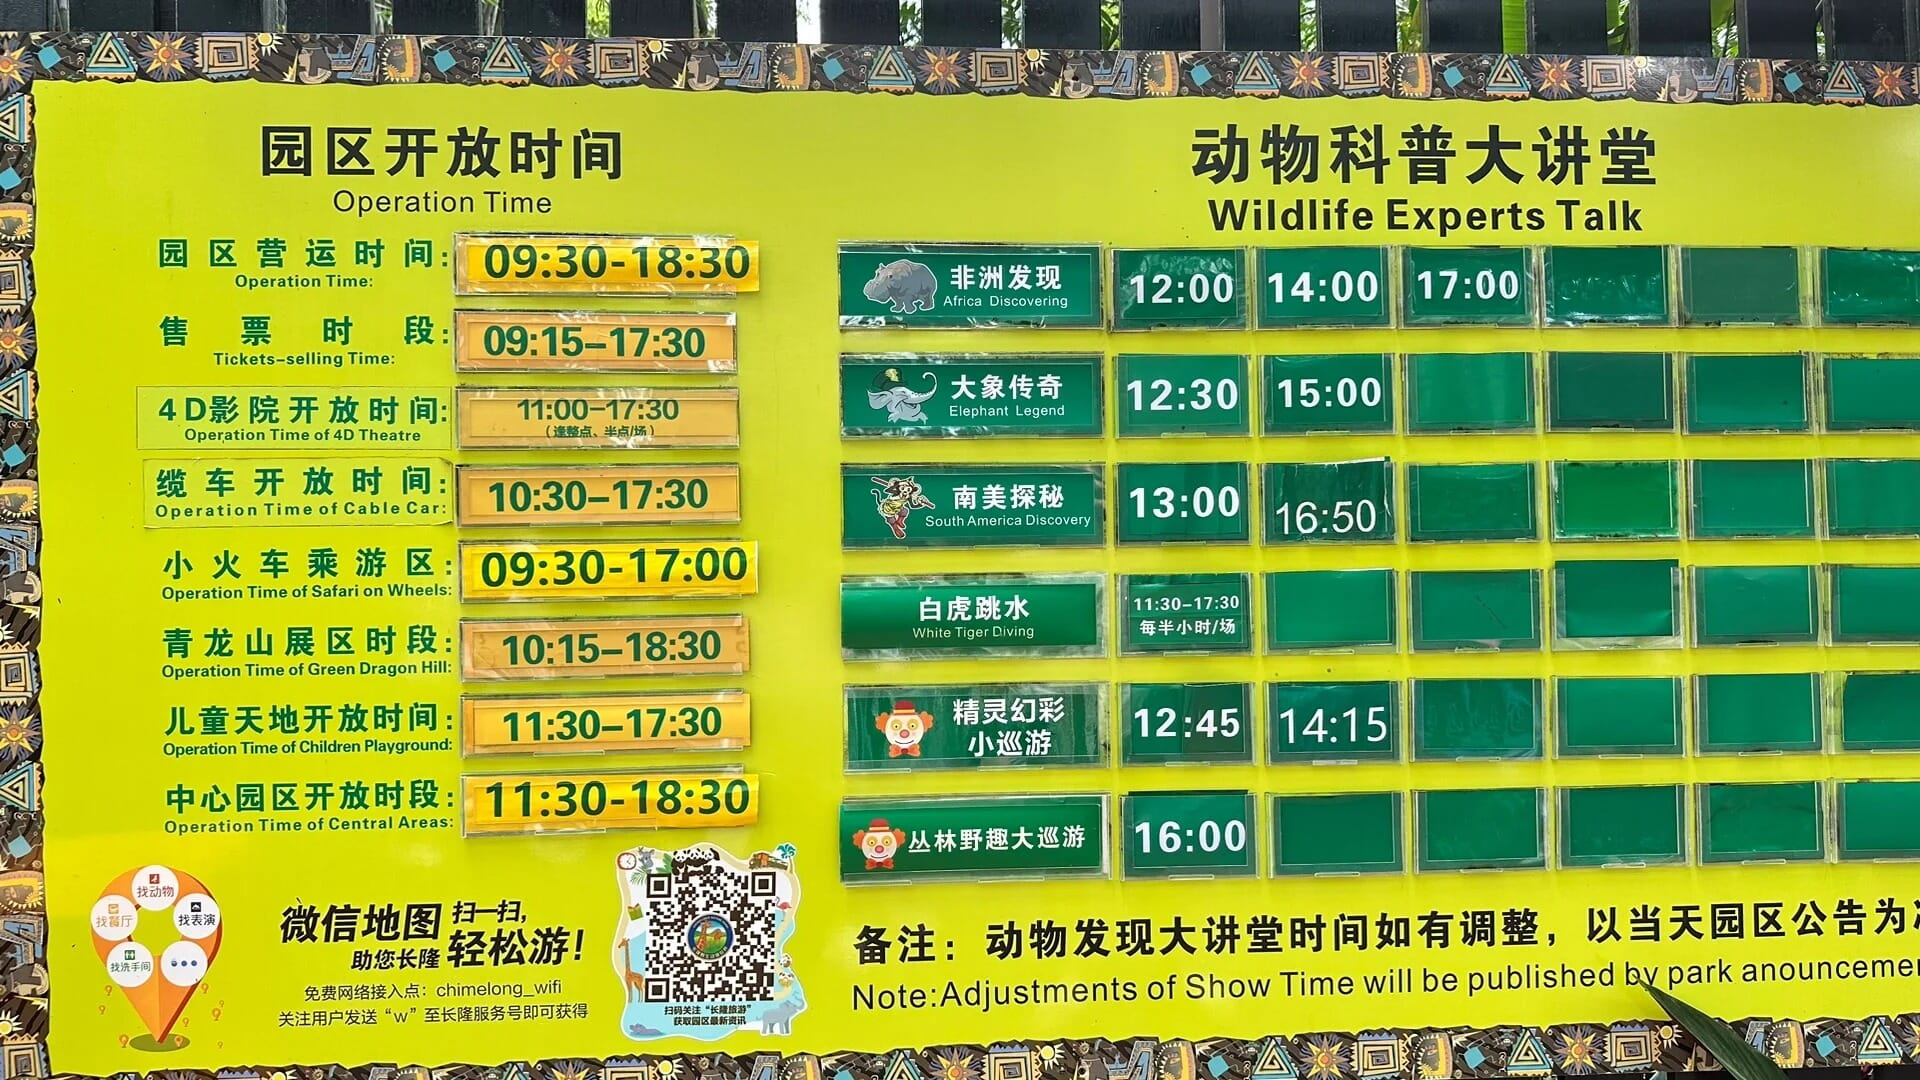 园区开放时间
Operation Time
园区营运时间: 09:30-18:30
Operation Time:
售票时段: 09:15-17:30
Tickets-selling Time:
4D影院开放时间: 11:00-17:30
Operation Time of 4D Theatre (逢整点、半点/场)
缆车开放时间: 10:30-17:30
Operation Time of Cable Car:
小火车乘游区: 09:30-17:00
Operation Time of Safari on Wheels:
青龙山展区时段: 10:15-18:30
Operation Time of Green Dragon Hill:
儿童天地开放时间: 11:30-17:30
Operation Time of Children Playground:
中心园区开放时段: 11:30-18:30
Operation Time of Central Areas:
找动物
找餐厅
找表演
找洗手间
微信地图 扫一扫,
助您长隆 轻松游!
免费网络接入点: chimelong_wifi
关注用户发送“w”至长隆服务号即可获得
扫码关注“长隆旅游”
获取园区最新资讯
动物科普大讲堂
Wildlife Experts Talk
非洲发现 12:00 14:00 17:00
Africa Discovering
大象传奇 12:30 15:00
Elephant Legend
南美探秘 13:00 16:50
South America Discovery
白虎跳水 11:30-17:30
White Tiger Diving 每半小时/场
精灵幻彩 12:45 14:15
小巡游
丛林野趣大巡游 16:00
备注: 动物发现大讲堂时间如有调整, 以当天园区公告为
Note:Adjustments of Show Time will be published by park anouncemen